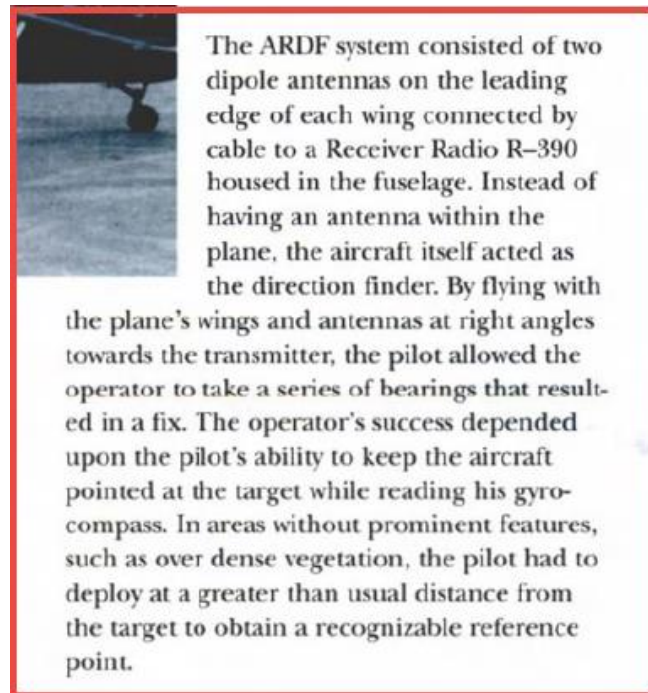 The ARDF system consisted of two
dipole antennas on the leading
edge of each wing connected by
cable to a Receiver Radio R–390
housed in the fuselage. Instead of
having an antenna within the
plane, the aircraft itself acted as
the direction finder. By flying with
the plane's wings and antennas at right angles
towards the transmitter, the pilot allowed the
operator to take a series of bearings that result-
ed in a fix. The operator's success depended
upon the pilot's ability to keep the aircraft
pointed at the target while reading his gyro-
compass. In areas without prominent features,
such as over dense vegetation, the pilot had to
deploy at a greater than usual distance from
the target to obtain a recognizable reference
point.